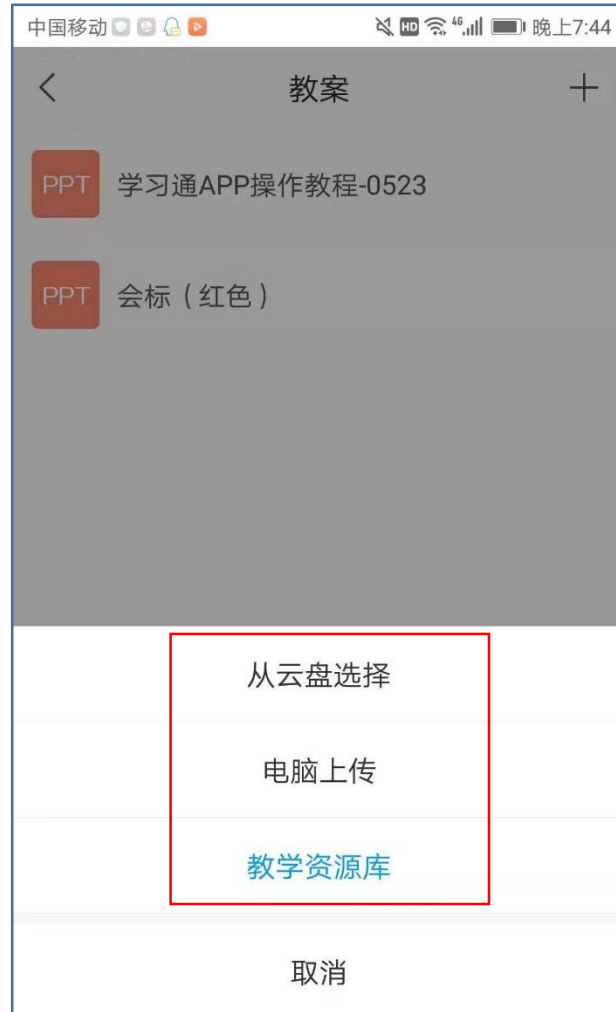 中国移动 HD 4G 晚上7:44
教案
PPT 学习通APP操作教程-0523
PPT 会标（红色）
从云盘选择
电脑上传
教学资源库
取消